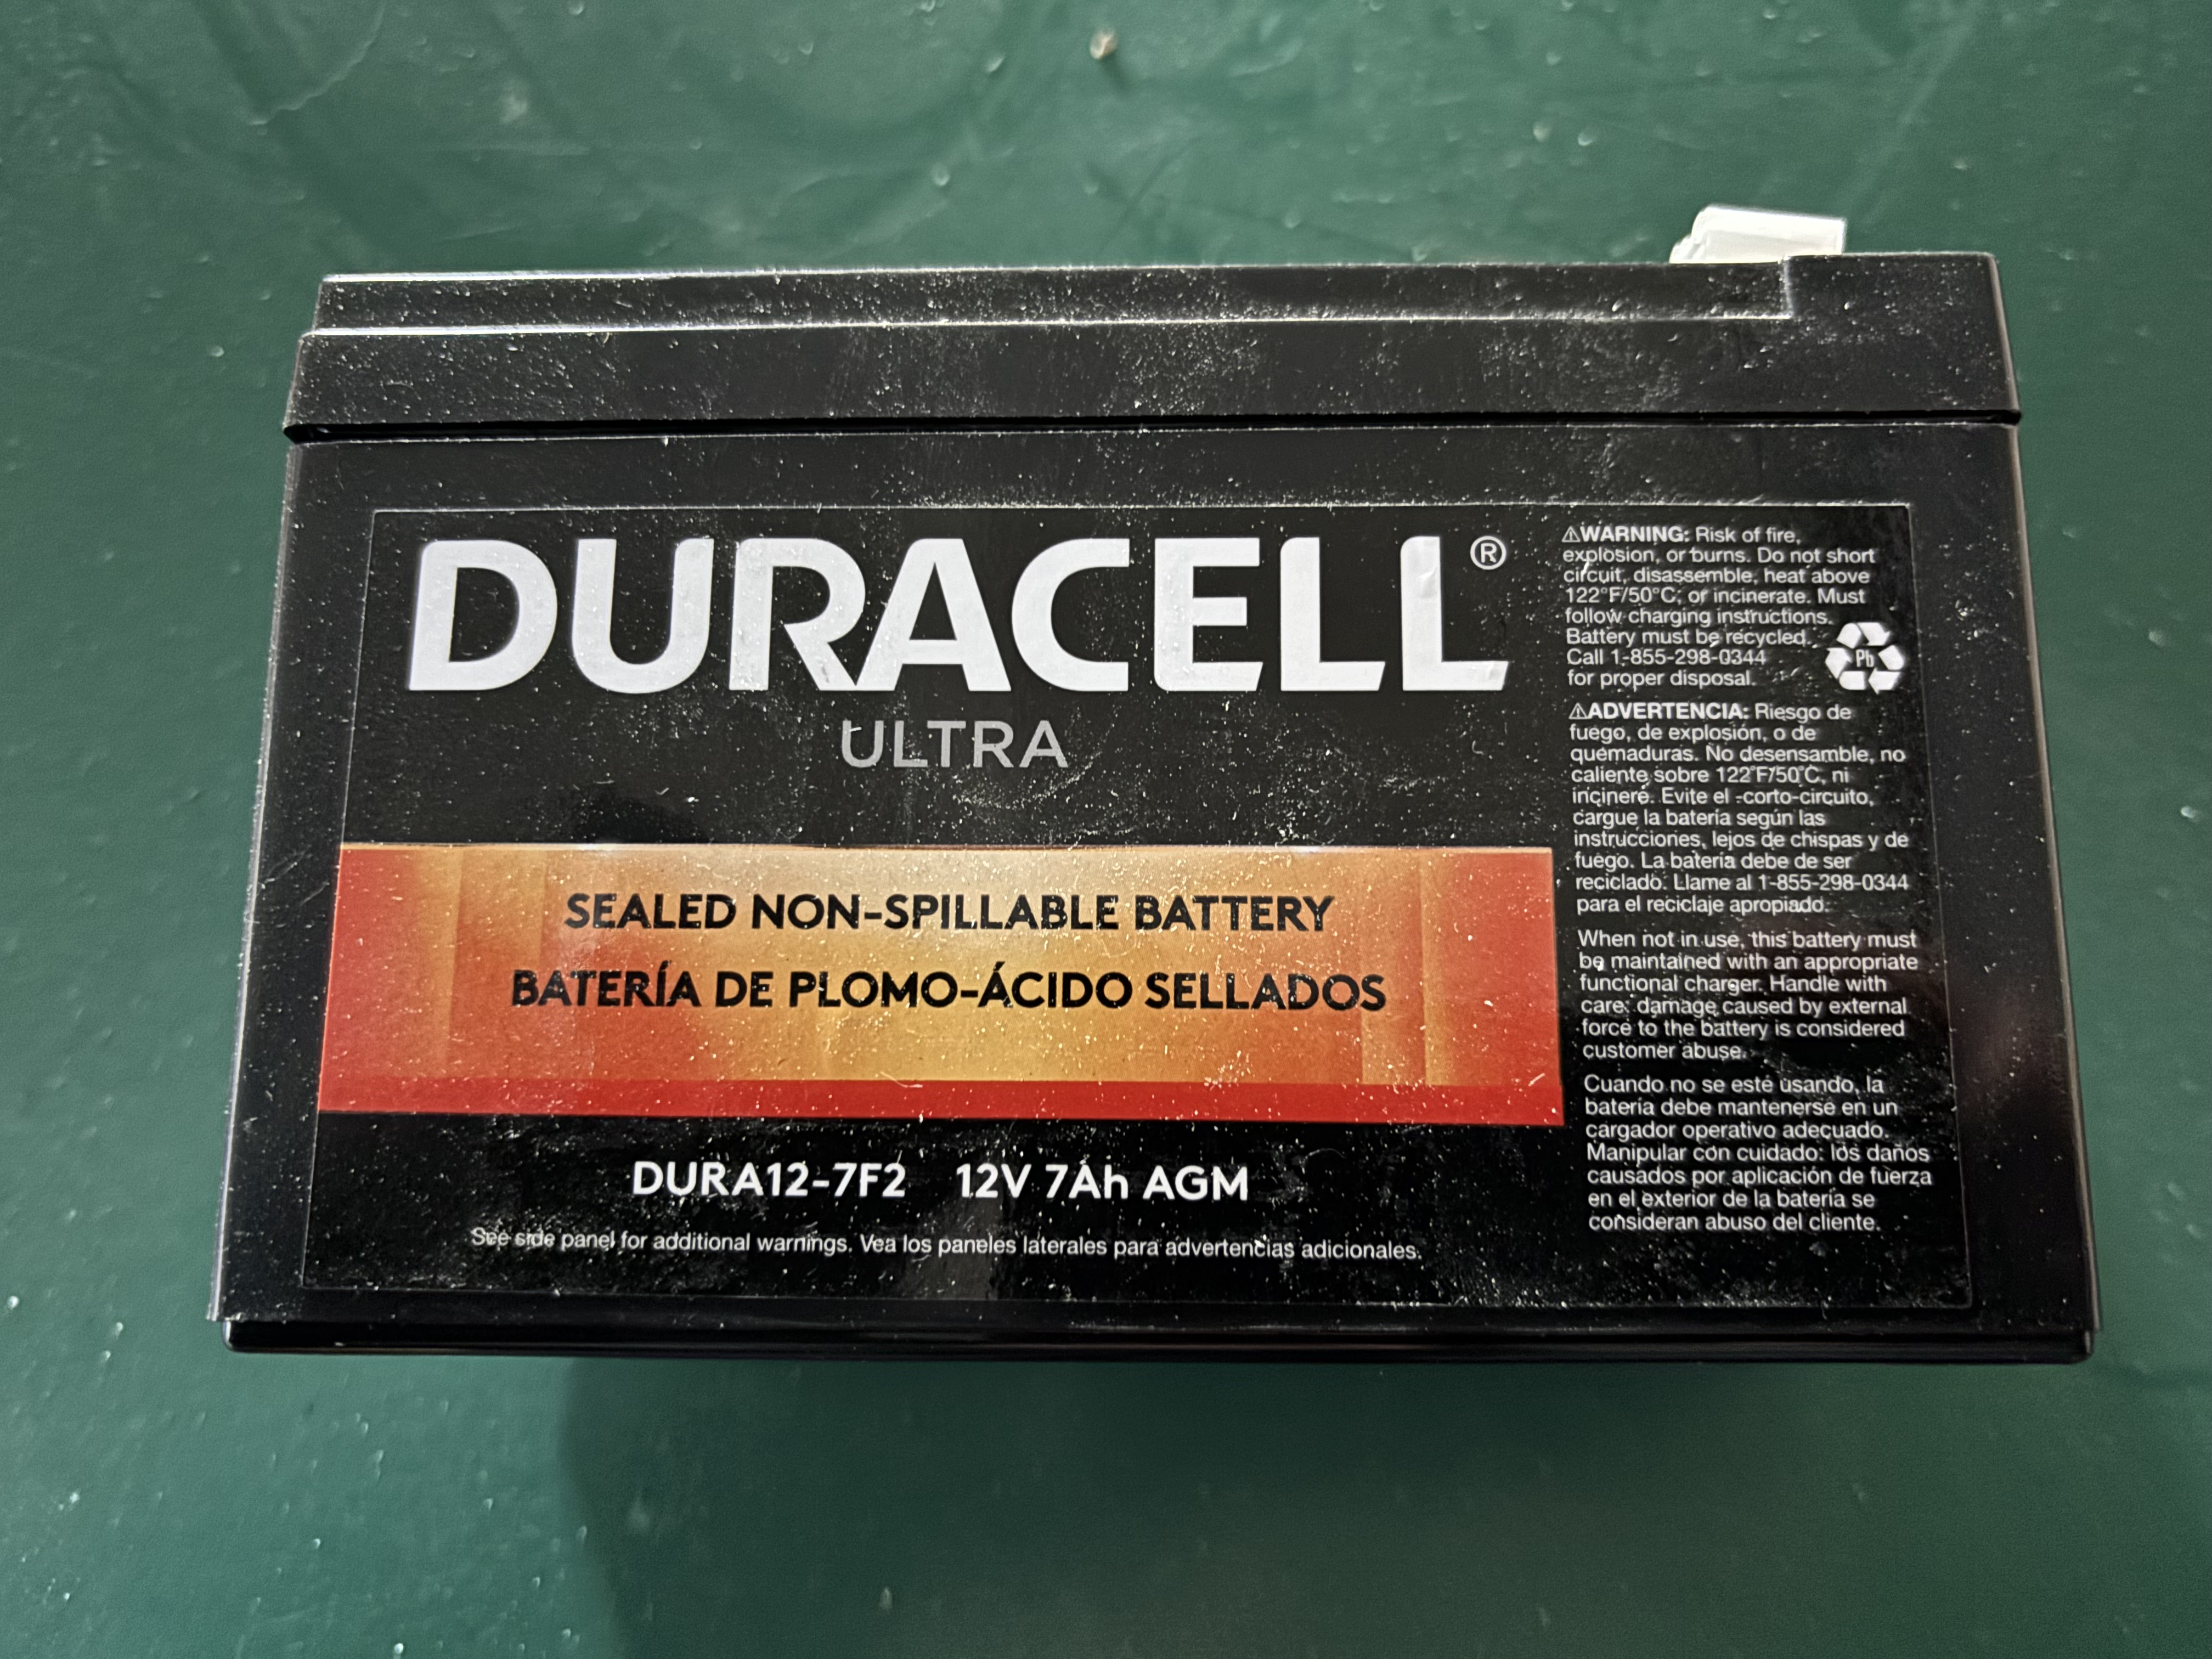 DURACELL®
ULTRA
SEALED NON-SPILLABLE BATTERY
BATERÍA DE PLOMO-ÁCIDO SELLADOS
DURA12-7F2 12V 7Ah AGM
See side panel for additional warnings. Vea los paneles laterales para advertencias adicionales.
⚠WARNING: Risk of fire,
explosion, or burns. Do not short
circuit, disassemble, heat above
122°F/50°C, or incinerate. Must
follow charging instructions.
Battery must be recycled.
Call 1-855-298-0344
for proper disposal.
Pb
⚠ADVERTENCIA: Riesgo de
fuego, de explosión, o de
quemaduras. No desensamble, no
caliente sobre 122°F/50°C, ni
incineré. Evite el -corto-circuito,
cargue la batería según las
instrucciones, lejos de chispas y de
fuego. La batería debe de ser
reciclado. Llame al 1-855-298-0344
para el reciclaje apropiado.
When not in use, this battery must
be maintained with an appropriate
functional charger. Handle with
care: damage caused by external
force to the battery is considered
customer abuse.
Cuando no se esté usando, la
batería debe mantenerse en un
cargador operativo adecuado.
Manipular con cuidado: los daños
causados por aplicación de fuerza
en el exterior de la batería se
consideran abuso del cliente.